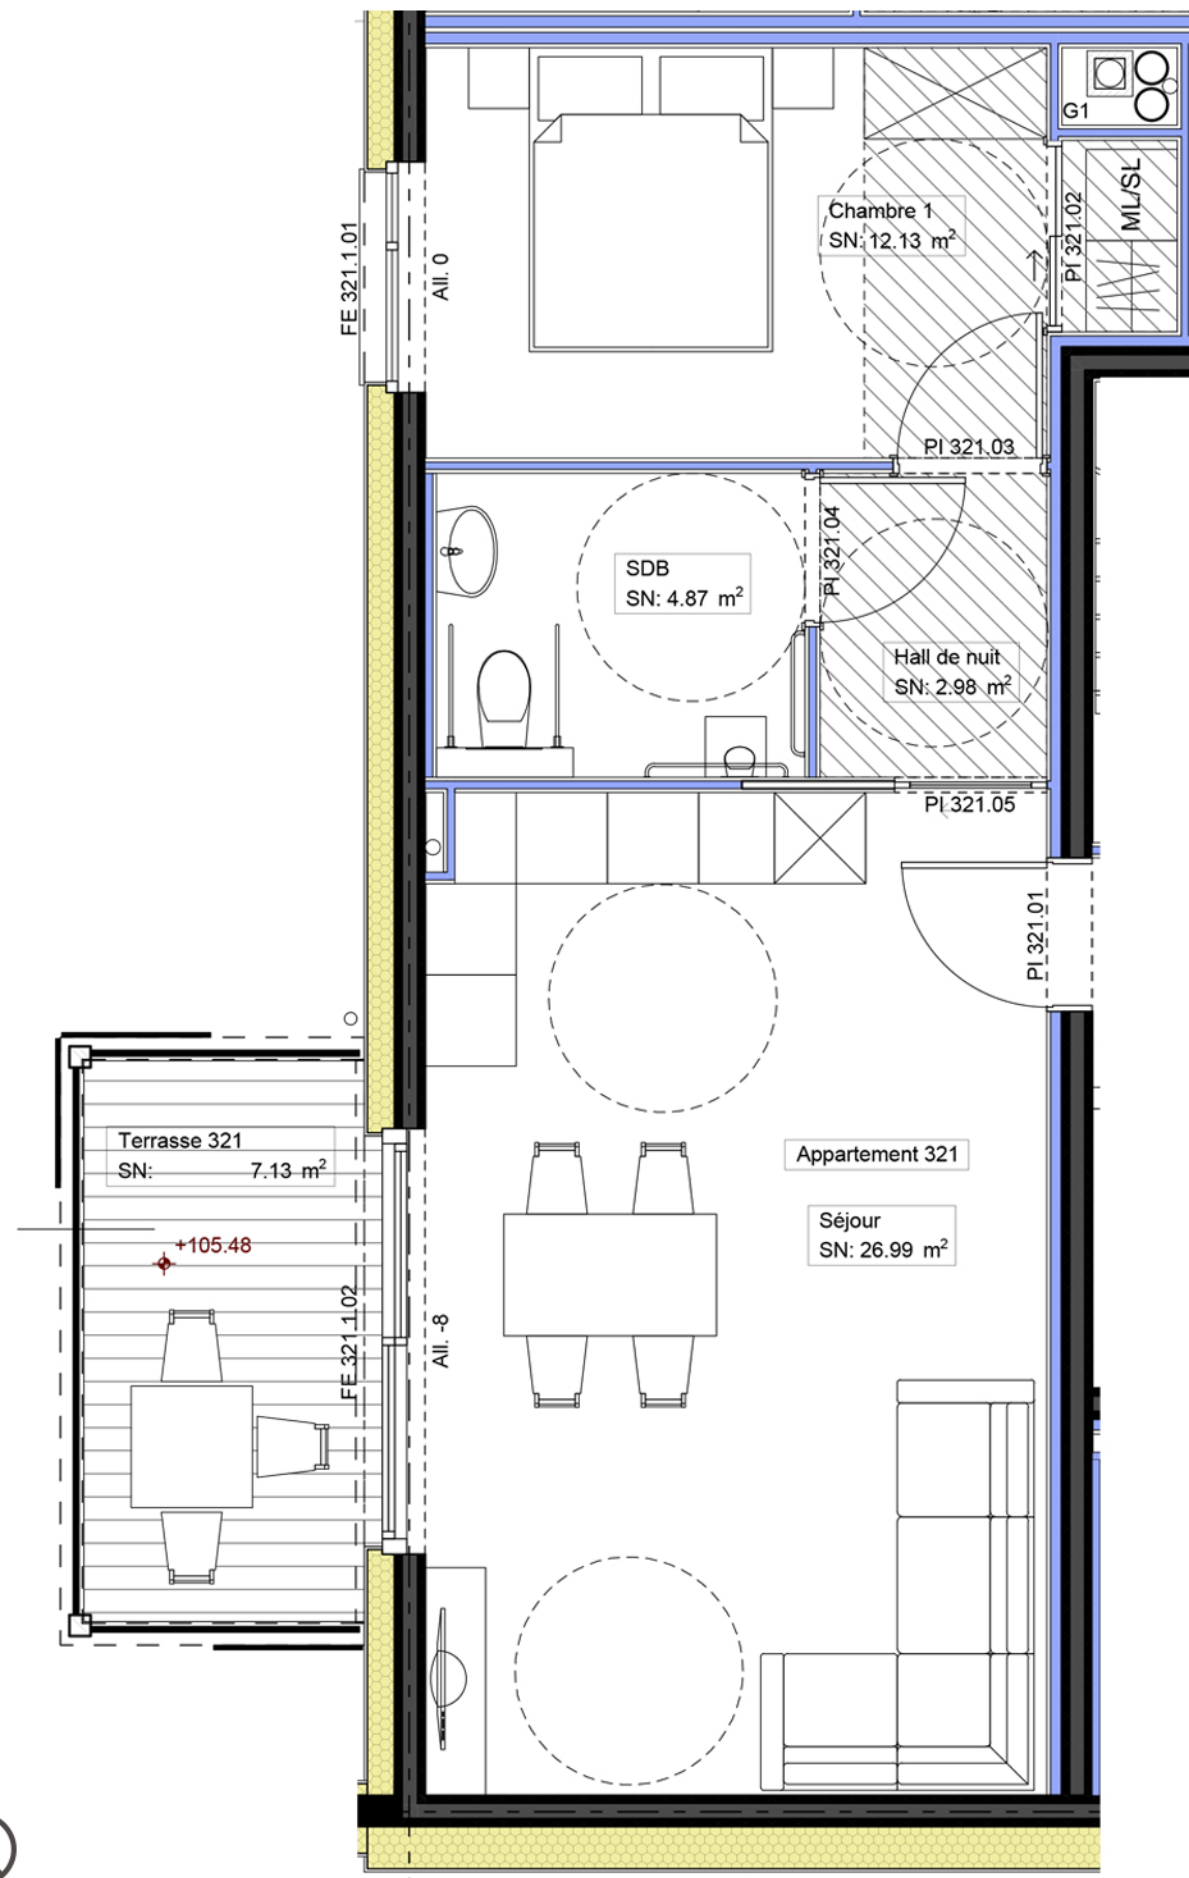 G1
ML/SL
PI 321.02
Chambre 1
SN: 12.13 m²
FE 321.1.01
All. 0
PI 321.03
PI 321.04
SDB
SN: 4.87 m²
Hall de nuit
SN: 2.98 m²
PI 321.05
PI 321.01
Terrasse 321
SN: 7.13 m²
+105.48
Appartement 321
Séjour
SN: 26.99 m²
FE 321.1.02
All. -8